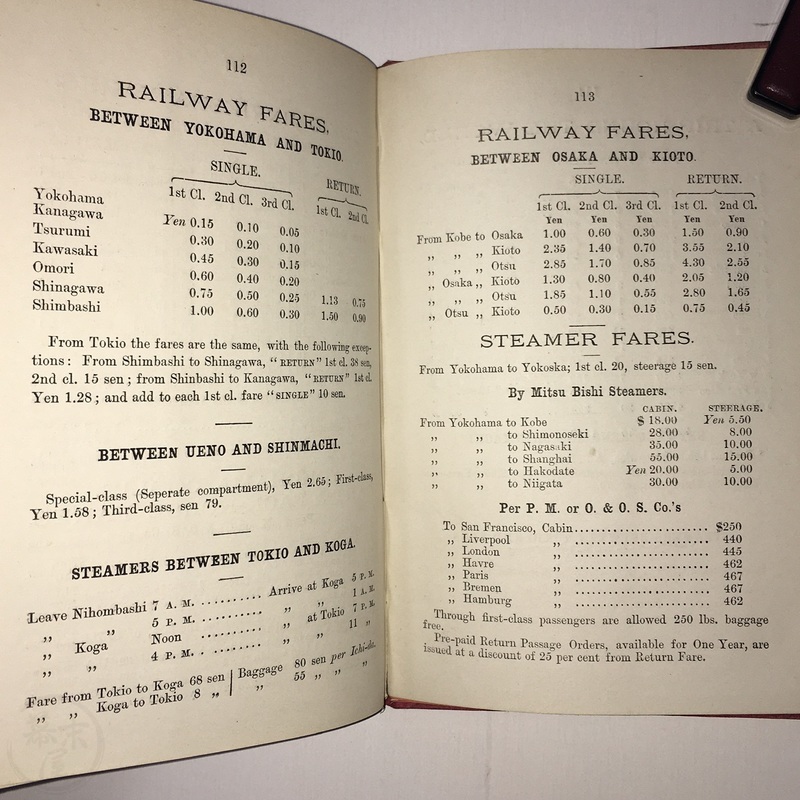 112
RAILWAY FARES,
BETWEEN YOKOHAMA AND TOKIO.
SINGLE. RETURN.
1st Cl. 2nd Cl. 3rd Cl. 1st Cl. 2nd Cl.
Yokohama
Kanagawa Yen 0.15 0.10 0.05
Tsurumi 0.30 0.20 0.10
Kawasaki 0.45 0.30 0.15
Omori 0.60 0.40 0.20
Shinagawa 0.75 0.50 0.25 1.13 0.75
Shimbashi 1.00 0.60 0.30 1.50 0.90
From Tokio the fares are the same, with the following excep-
tions: From Shimbashi to Shinagawa, "RETURN" 1st cl. 38 sen,
2nd cl. 15 sen; from Shinbashi to Kanagawa, "RETURN" 1st cl.
Yen 1.28; and add to each 1st cl. fare "SINGLE" 10 sen.
BETWEEN UENO AND SHINMACHI.
Special-class (Seperate compartment), Yen 2.65; First-class,
Yen 1.58; Third-class, sen 79.
STEAMERS BETWEEN TOKIO AND KOGA.
Leave Nihombashi 7 A. M. .......... Arrive at Koga 5 P. M.
,, ,, 5 P. M. .......... ,, ,, 1 A. M.
,, Koga Noon .......... ,, at Tokio 7 P. M.
,, ,, 4 P. M. .......... ,, ,, 11 ,,
Fare from Tokio to Koga 68 sen | Baggage 80 sen per Ichi-da.
,, ,, Koga to Tokio 8 ,, | ,, 55 ,, ,, ,,
113
RAILWAY FARES,
BETWEEN OSAKA AND KIOTO.
SINGLE. RETURN.
1st Cl. 2nd Cl. 3rd Cl. 1st Cl. 2nd Cl.
Yen Yen Yen Yen Yen
From Kobe to Osaka 1.00 0.60 0.30 1.50 0.90
,, ,, ,, Kioto 2.35 1.40 0.70 3.55 2.10
,, ,, ,, Otsu 2.85 1.70 0.85 4.30 2.55
,, Osaka ,, Kioto 1.30 0.80 0.40 2.05 1.20
,, ,, ,, Otsu 1.85 1.10 0.55 2.80 1.65
,, Otsu ,, Kioto 0.50 0.30 0.15 0.75 0.45
STEAMER FARES.
From Yokohama to Yokoska; 1st cl. 20, steerage 15 sen.
By Mitsu Bishi Steamers.
CABIN. STEERAGE.
From Yokohama to Kobe $ 18.00 Yen 5.50
,, ,, to Shimonoseki 28.00 8.00
,, ,, to Nagasaki 35.00 10.00
,, ,, to Shanghai 55.00 15.00
,, ,, to Hakodate Yen 20.00 5.00
,, ,, to Niigata 30.00 10.00
Per P. M. or O. & O. S. Co.'s
To San Francisco, Cabin........................ $250
,, Liverpool ,, ........................ 440
,, London ,, ........................ 445
,, Havre ,, ........................ 462
,, Paris ,, ........................ 467
,, Bremen ,, ........................ 467
,, Hamburg ,, ........................ 462
Through first-class passengers are allowed 250 lbs. baggage
free.
Pre-paid Return Passage Orders, available for One Year, are
issued at a discount of 25 per cent from Return Fare.